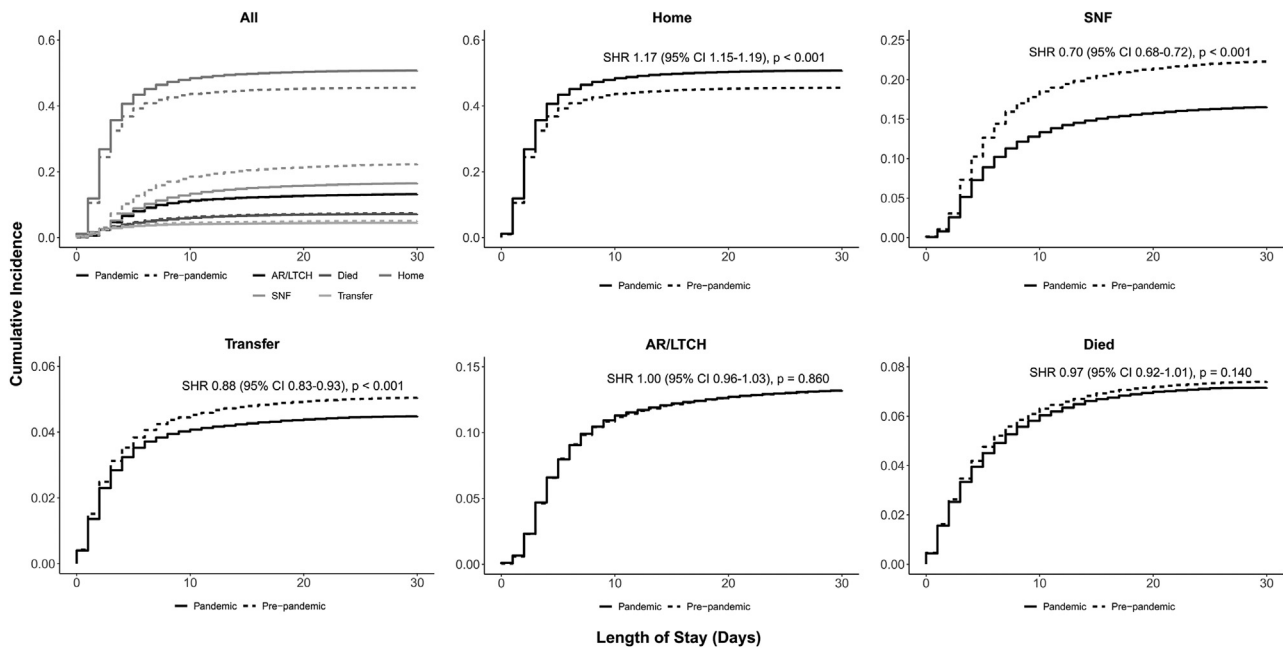 All
Home
SNF
0.6
0.4
0.2
0.0
0
10
20
30
Pandemic Pre-pandemic AR/LTCH Died Home
SNF Transfer
0.6
0.4
0.2
0.0
SHR 1.17 (95% CI 1.15-1.19), p < 0.001
0
10
20
30
Pandemic Pre-pandemic
0.25
0.20
0.15
0.10
0.05
0.00
SHR 0.70 (95% CI 0.68-0.72), p < 0.001
0
10
20
30
Pandemic Pre-pandemic
Cumulative Incidence
Transfer
AR/LTCH
Died
0.06
0.04
0.02
0.00
SHR 0.88 (95% CI 0.83-0.93), p < 0.001
0
10
20
30
Pandemic Pre-pandemic
0.15
0.10
0.05
0.00
SHR 1.00 (95% CI 0.96-1.03), p = 0.860
0
10
20
30
Pandemic Pre-pandemic
0.08
0.06
0.04
0.02
0.00
SHR 0.97 (95% CI 0.92-1.01), p = 0.140
0
10
20
30
Pandemic Pre-pandemic
Length of Stay (Days)